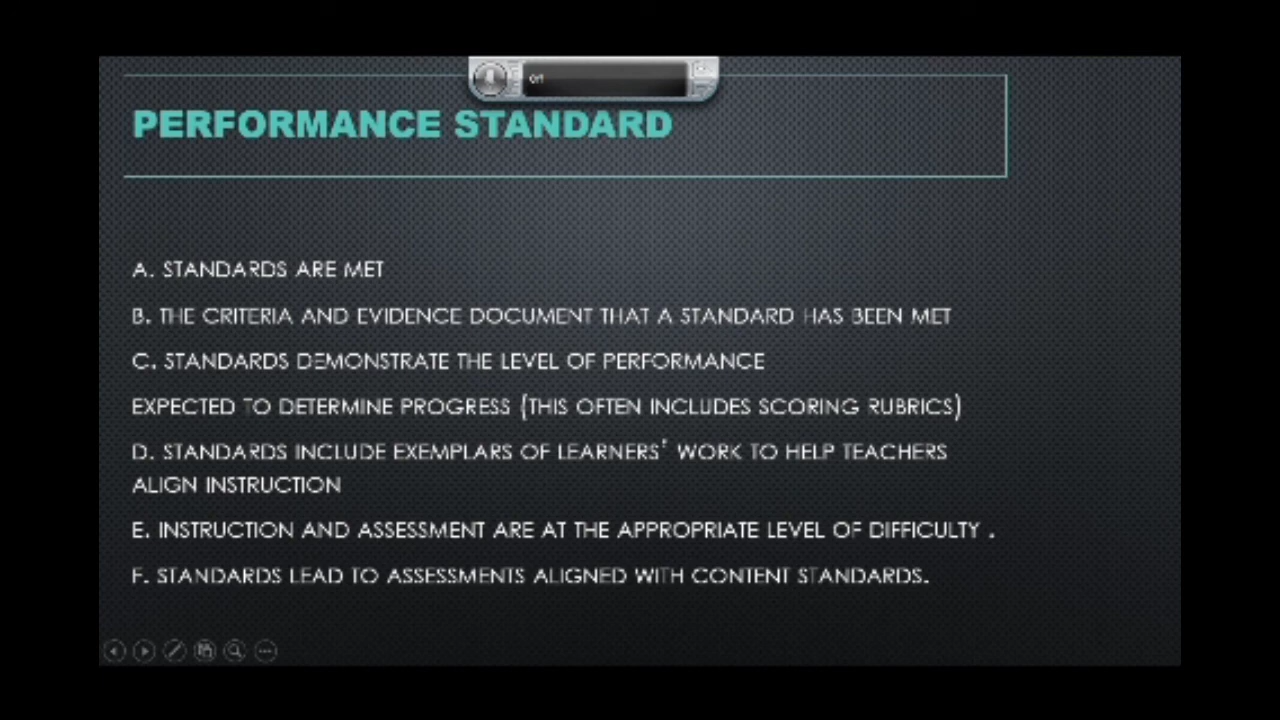 Off
PERFORMANCE STANDARD
A. STANDARDS ARE MET
B. THE CRITERIA AND EVIDENCE DOCUMENT THAT A STANDARD HAS BEEN MET
C. STANDARDS DEMONSTRATE THE LEVEL OF PERFORMANCE
EXPECTED TO DETERMINE PROGRESS (THIS OFTEN INCLUDES SCORING RUBRICS)
D. STANDARDS INCLUDE EXEMPLARS OF LEARNERS' WORK TO HELP TEACHERS
ALIGN INSTRUCTION
E. INSTRUCTION AND ASSESSMENT ARE AT THE APPROPRIATE LEVEL OF DIFFICULTY .
F. STANDARDS LEAD TO ASSESSMENTS ALIGNED WITH CONTENT STANDARDS.